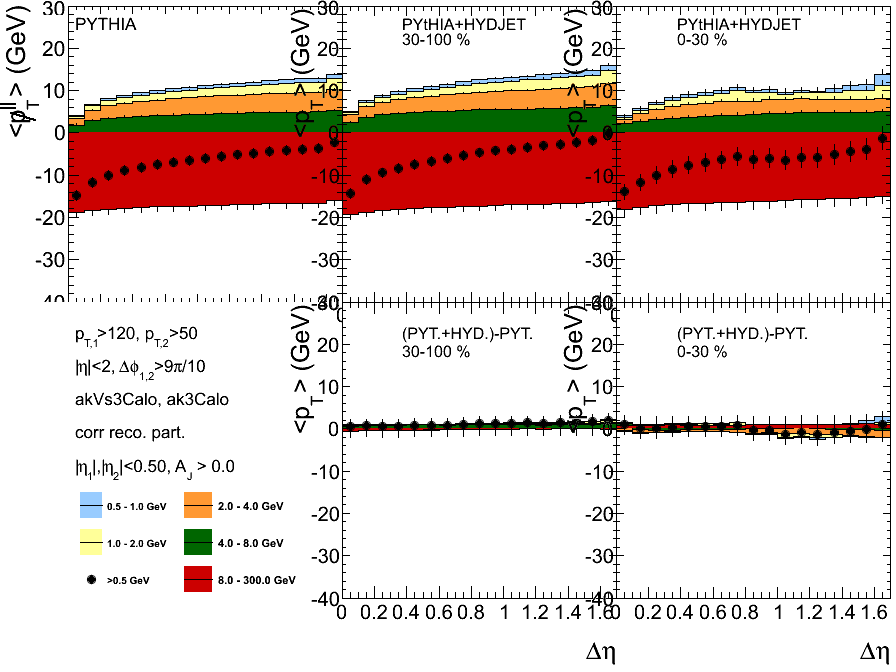 PYTHIA
PYtHIA+HYDJET
30-100 %
PYtHIA+HYDJET
0-30 %
30
20
10
0
-10
-20
-30
<p_T^||> (GeV)
<p_T> (GeV)
<p_T> (GeV)
(PYT.+HYD.)-PYT.
30-100 %
(PYT.+HYD.)-PYT.
0-30 %
<p_T> (GeV)
<p_T> (GeV)
20
10
0
-10
-20
-30
-40
p_T,1>120, p_T,2>50
|η|<2, Δϕ_1,2>9π/10
akVs3Calo, ak3Calo
corr reco. part.
|η_1|,|η_2|<0.50, A_J > 0.0
0.5 - 1.0 GeV
2.0 - 4.0 GeV
1.0 - 2.0 GeV
4.0 - 8.0 GeV
>0.5 GeV
8.0 - 300.0 GeV
0 0.2 0.4 0.6 0.8 1 1.2 1.4 1.6
0.2 0.4 0.6 0.8 1 1.2 1.4 1.6
Δη
Δη